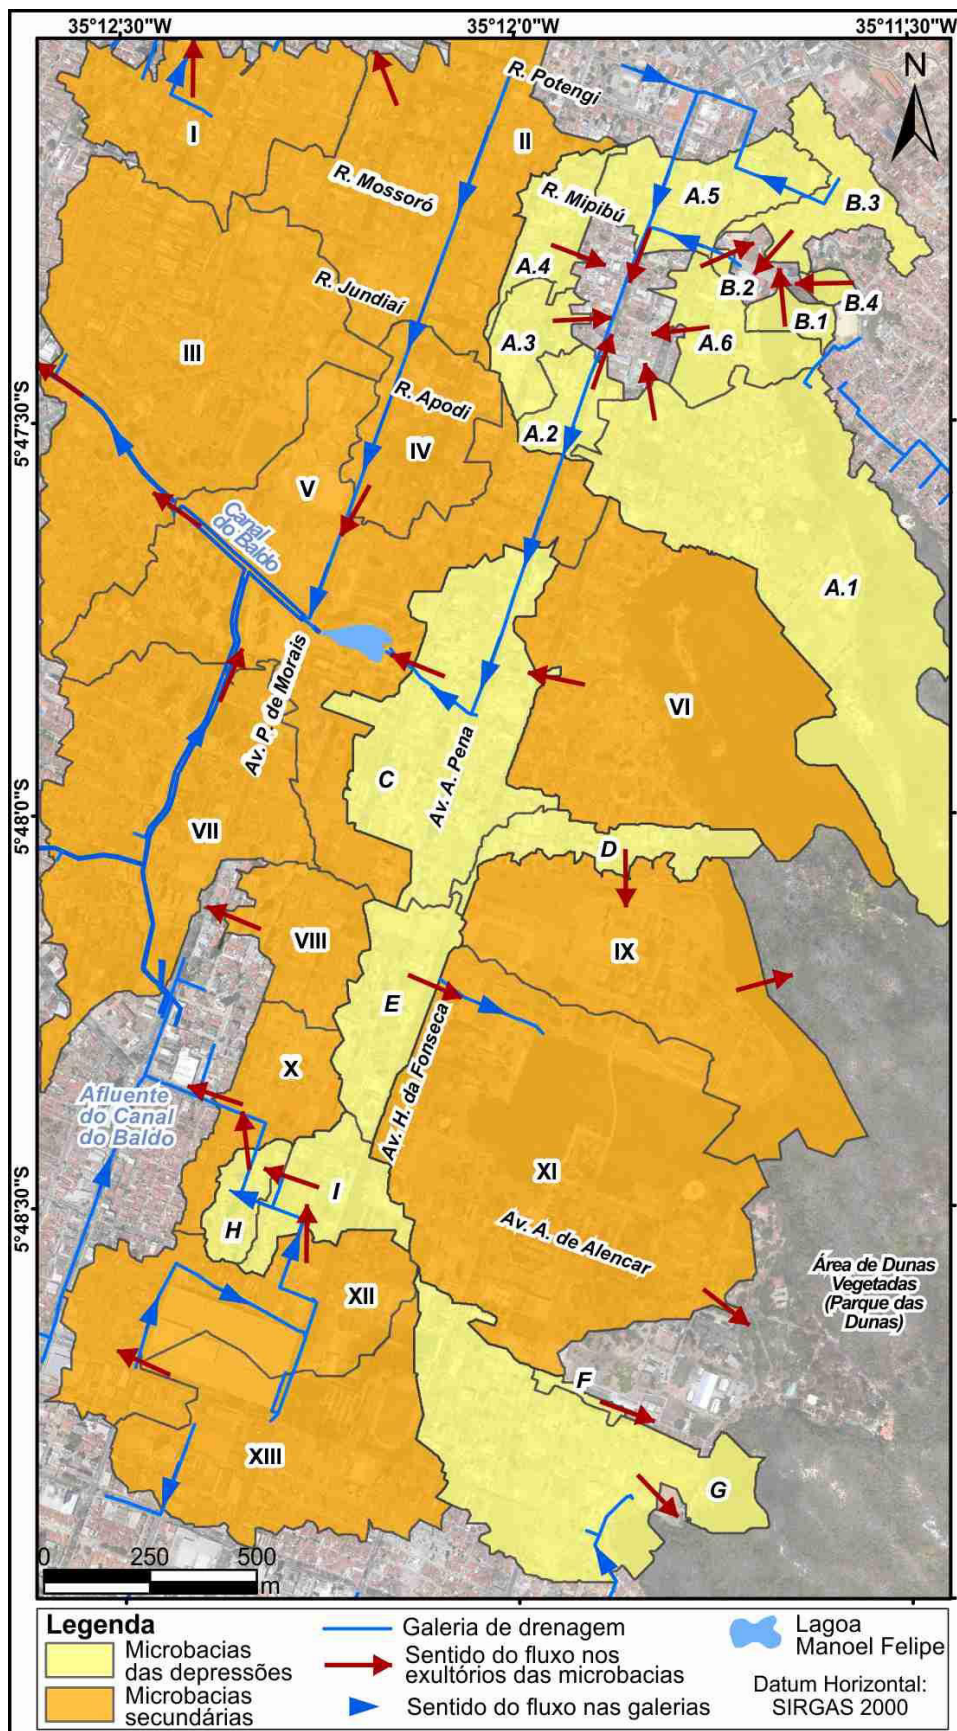 35°12'30"W
35°12'0"W
35°11'30"W
N
R. Potengi
I
II
R. Mossoró
R. Mipibú
A.5
B.3
A.4
B.2
B.4
R. Jundiaí
B.1
III
A.3
A.6
R. Apodi
5°47'30"S
A.2
IV
V
Canal
do Baldo
A.1
Av. P. de Morais
VI
Av. A. Pena
C
5°48'0"S
VII
D
VIII
IX
E
Av. H. da Fonseca
X
Afluente
do Canal
do Baldo
XI
I
5°48'30"S
H
Av. A. de Alencar
Área de Dunas
Vegetadas
(Parque das
Dunas)
XII
F
XIII
G
0
250
500
m
Legenda
Microbacias
das depressões
Microbacias
secundárias
Galeria de drenagem
Sentido do fluxo nos
exultórios das microbacias
Sentido do fluxo nas galerias
Lagoa
Manoel Felipe
Datum Horizontal:
SIRGAS 2000